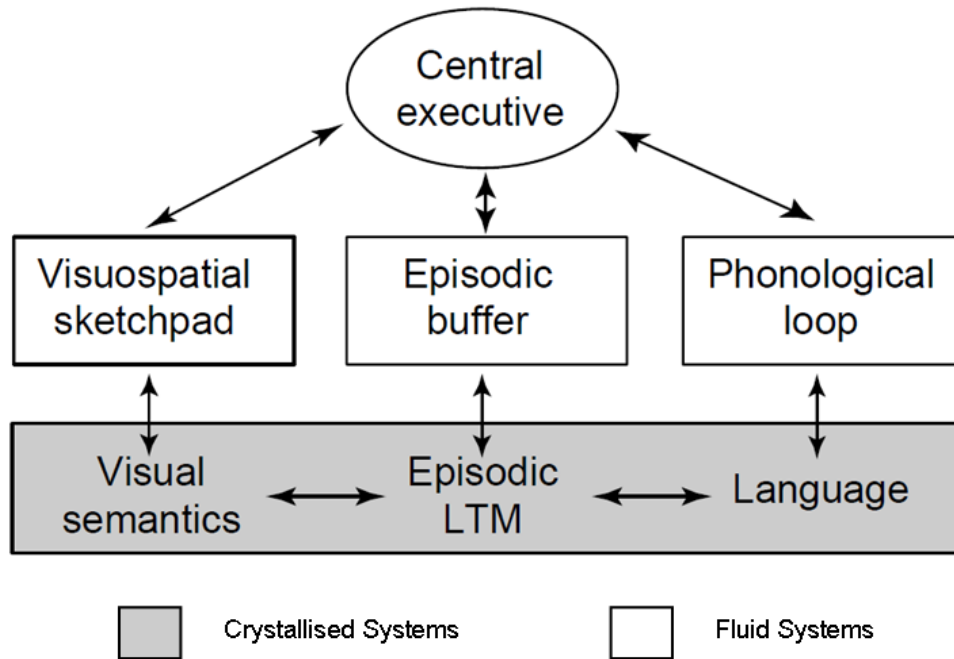 Central
executive
Visuospatial
sketchpad
Episodic
buffer
Phonological
loop
Visual
semantics
Episodic
LTM
Language
Crystallised Systems
Fluid Systems